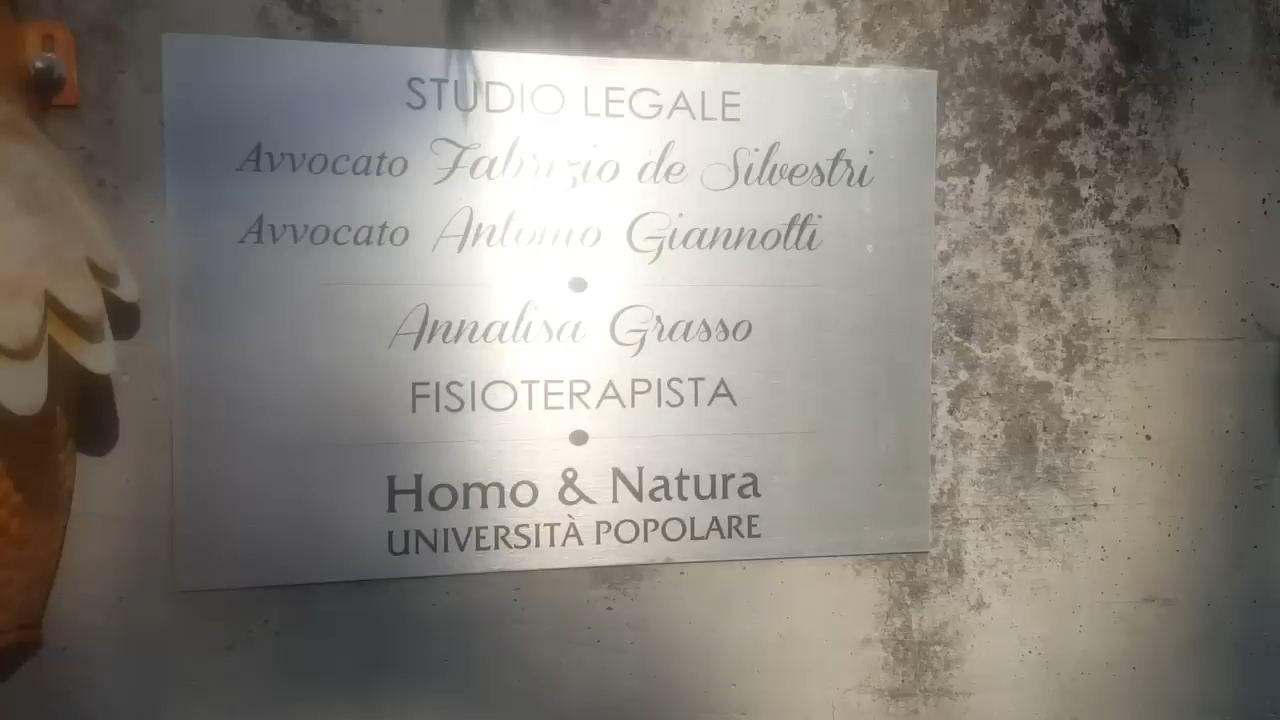 STUDIO LEGALE
Avvocato Fabrizio de Silvestri
Avvocato Antonio Giannotti
Annalisa Grasso
FISIOTERAPISTA
Homo & Natura
UNIVERSITÀ POPOLARE